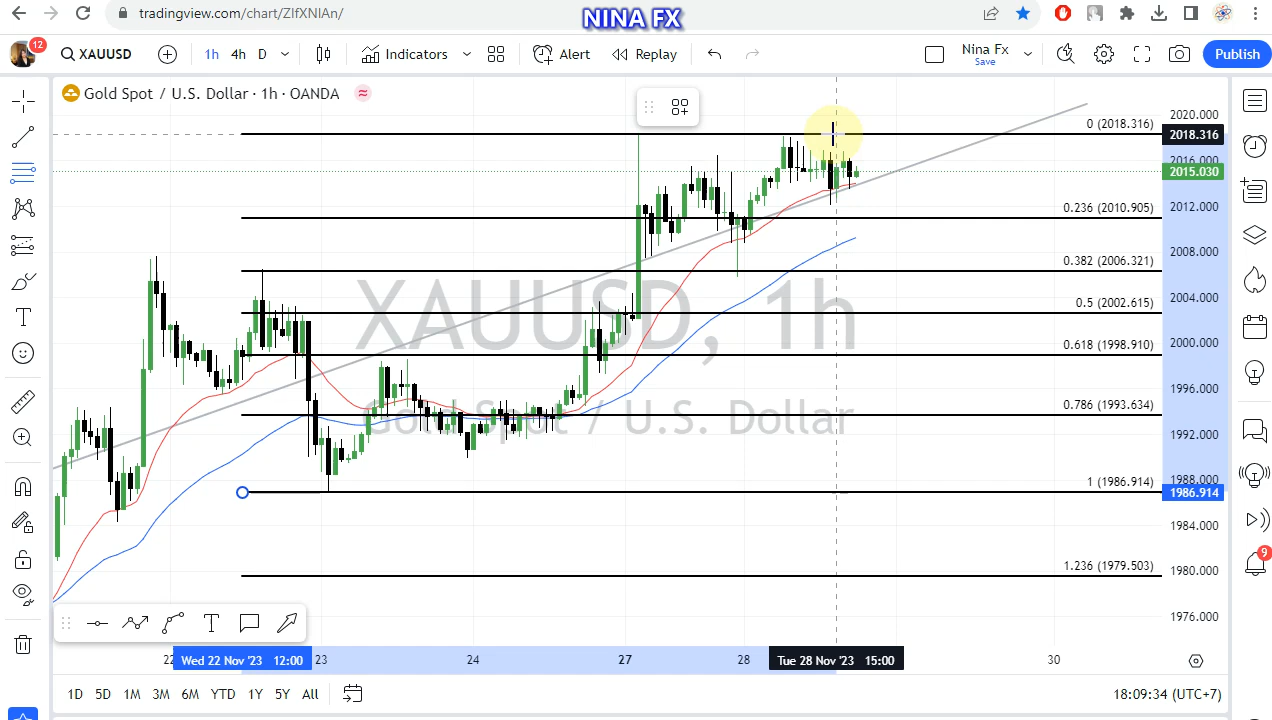 tradingview.com/chart/ZIfXNIAn/
NINA FX
12
XAUUSD
1h
4h
D
Indicators
Alert
Replay
Nina Fx
Save
Publish
Gold Spot / U.S. Dollar · 1h · OANDA
XAUUSD, 1h
Gold Spot / U.S. Dollar
0 (2018.316)
0.236 (2010.905)
0.382 (2006.321)
0.5 (2002.615)
0.618 (1998.910)
0.786 (1993.634)
1 (1986.914)
1.236 (1979.503)
2020.000
2018.316
2016.000
2015.030
2012.000
2008.000
2004.000
2000.000
1996.000
1992.000
1988.000
1986.914
1984.000
1980.000
1976.000
9
22
Wed 22 Nov '23 12:00
23
24
27
28
Tue 28 Nov '23 15:00
30
1D 5D 1M 3M 6M YTD 1Y 5Y All
18:09:34 (UTC+7)